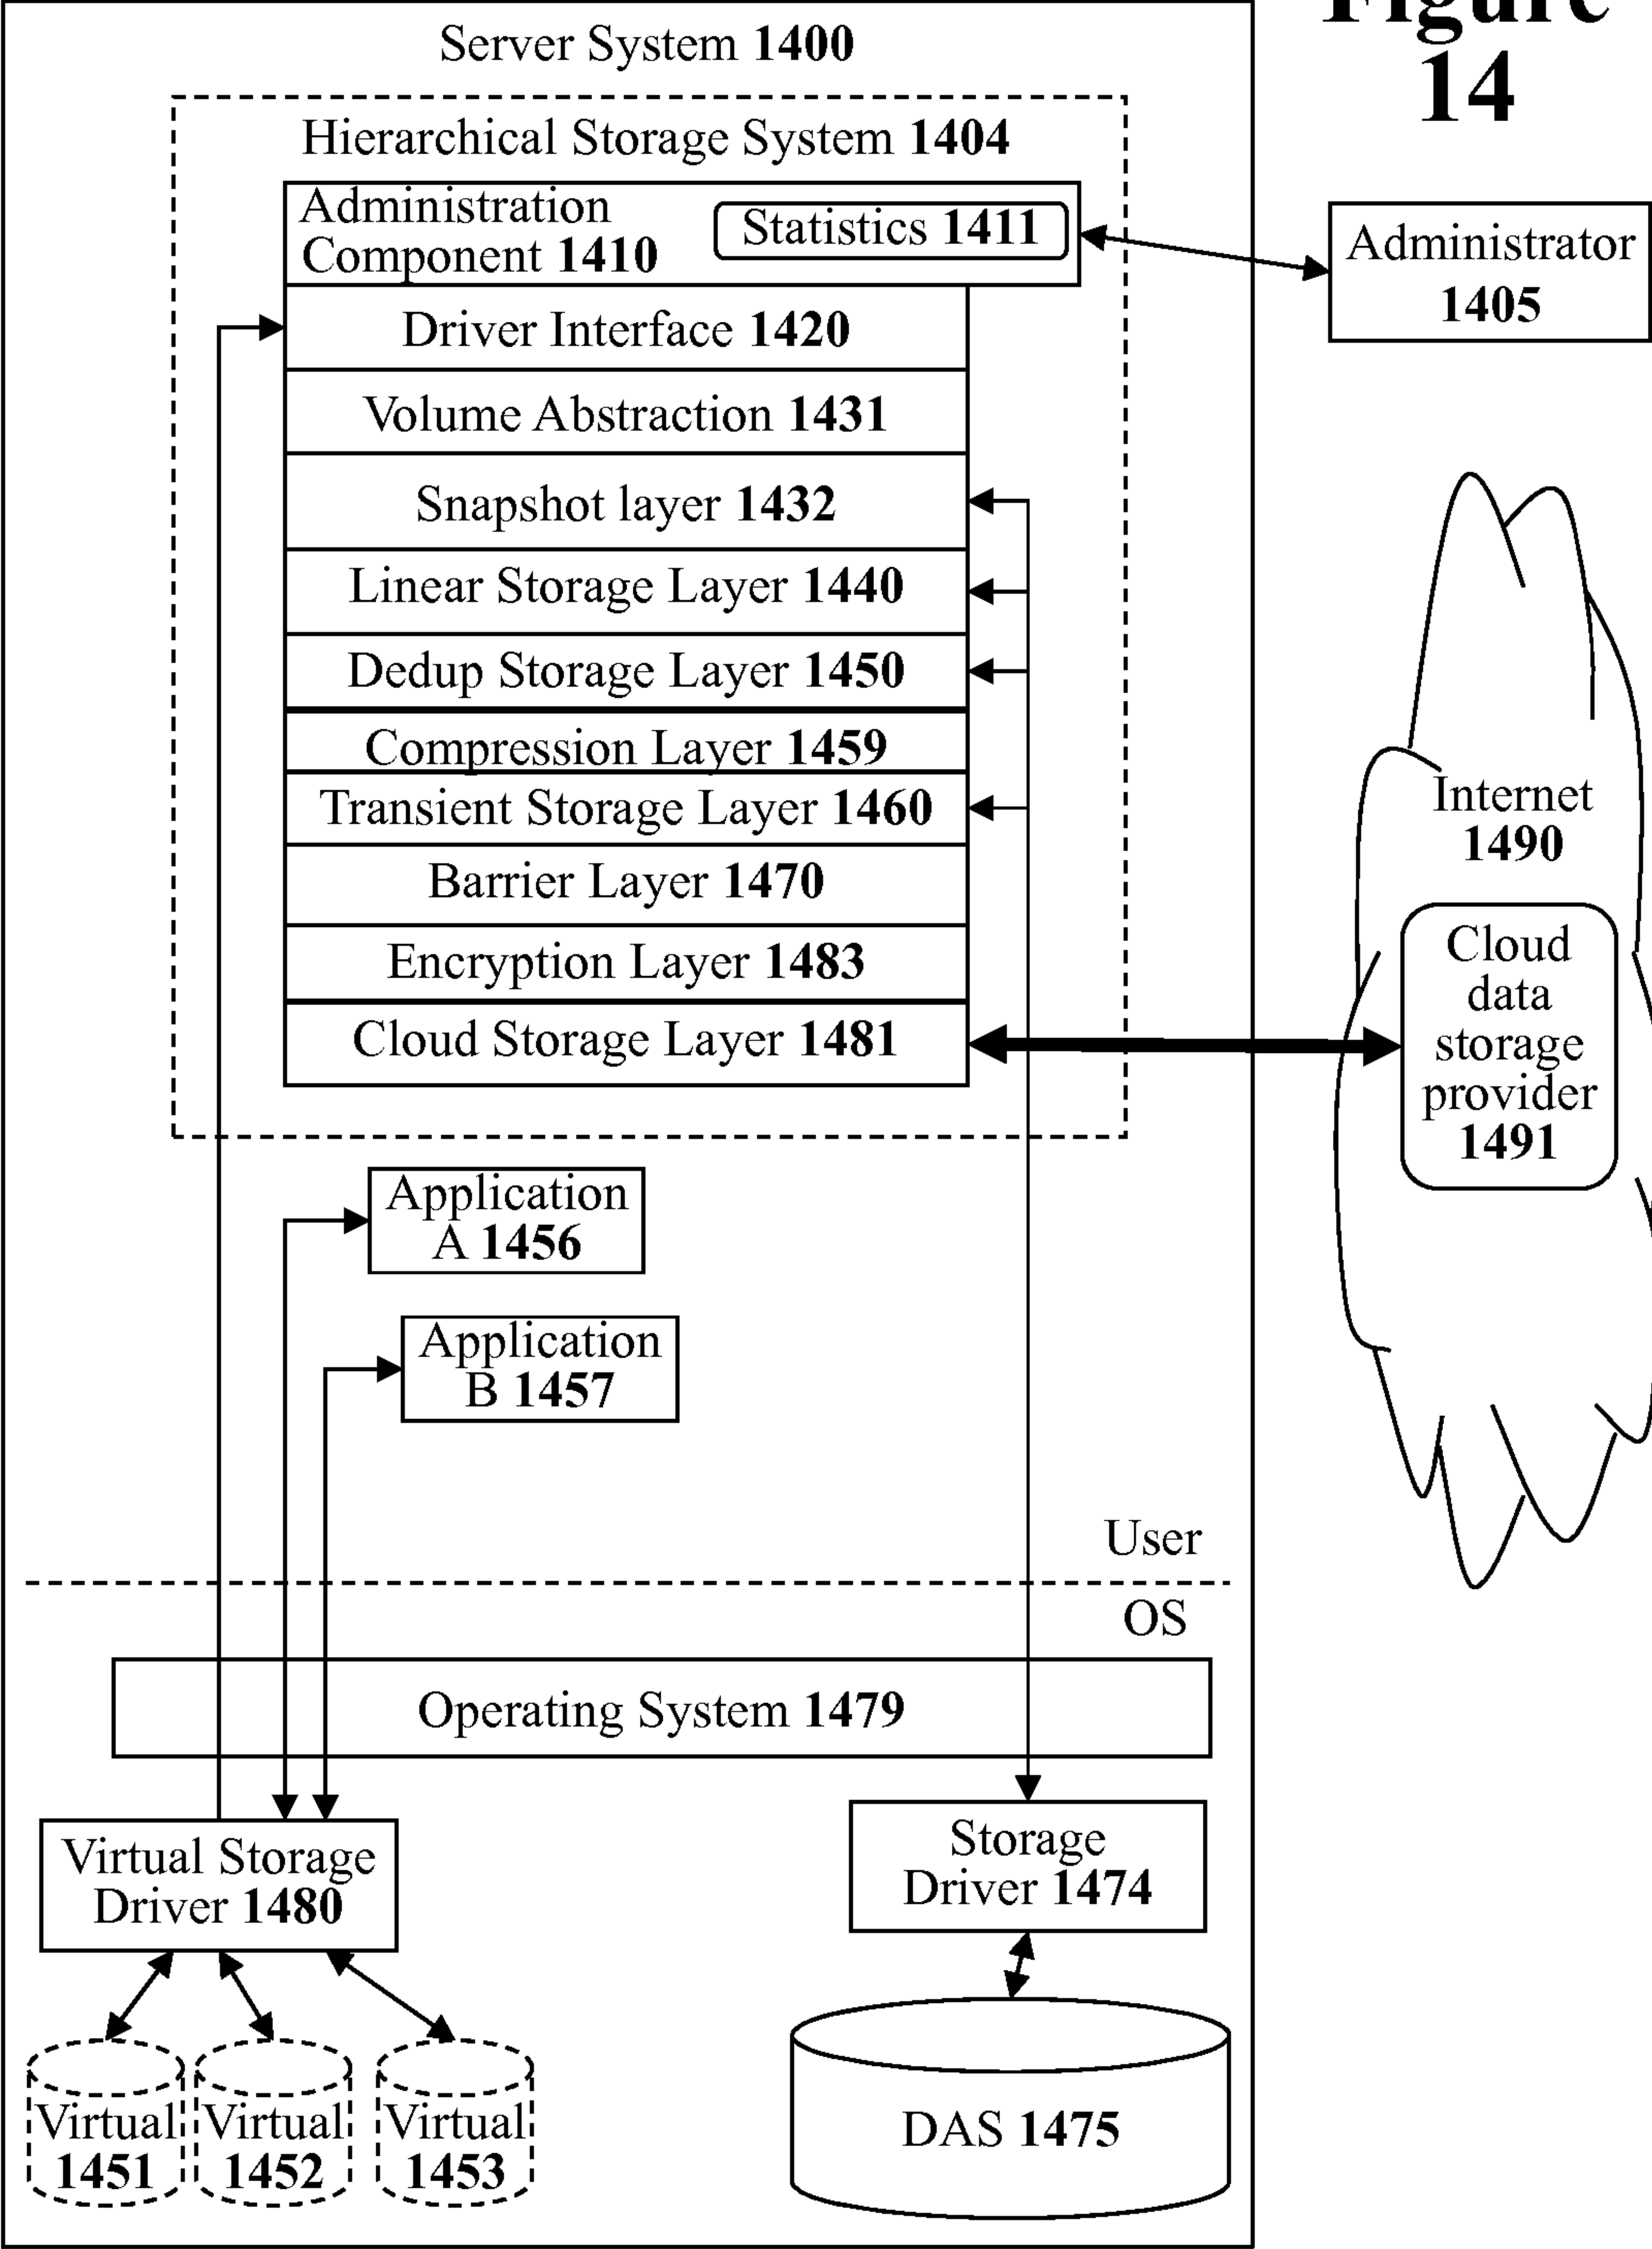 Figure
14
Server System 1400
Hierarchical Storage System 1404
Administration
Component 1410
Statistics 1411
Administrator
1405
Driver Interface 1420
Volume Abstraction 1431
Snapshot layer 1432
Linear Storage Layer 1440
Dedup Storage Layer 1450
Compression Layer 1459
Transient Storage Layer 1460
Barrier Layer 1470
Encryption Layer 1483
Cloud Storage Layer 1481
Internet
1490
Cloud
data
storage
provider
1491
Application
A 1456
Application
B 1457
User
OS
Operating System 1479
Virtual Storage
Driver 1480
Storage
Driver 1474
Virtual
1451
Virtual
1452
Virtual
1453
DAS 1475